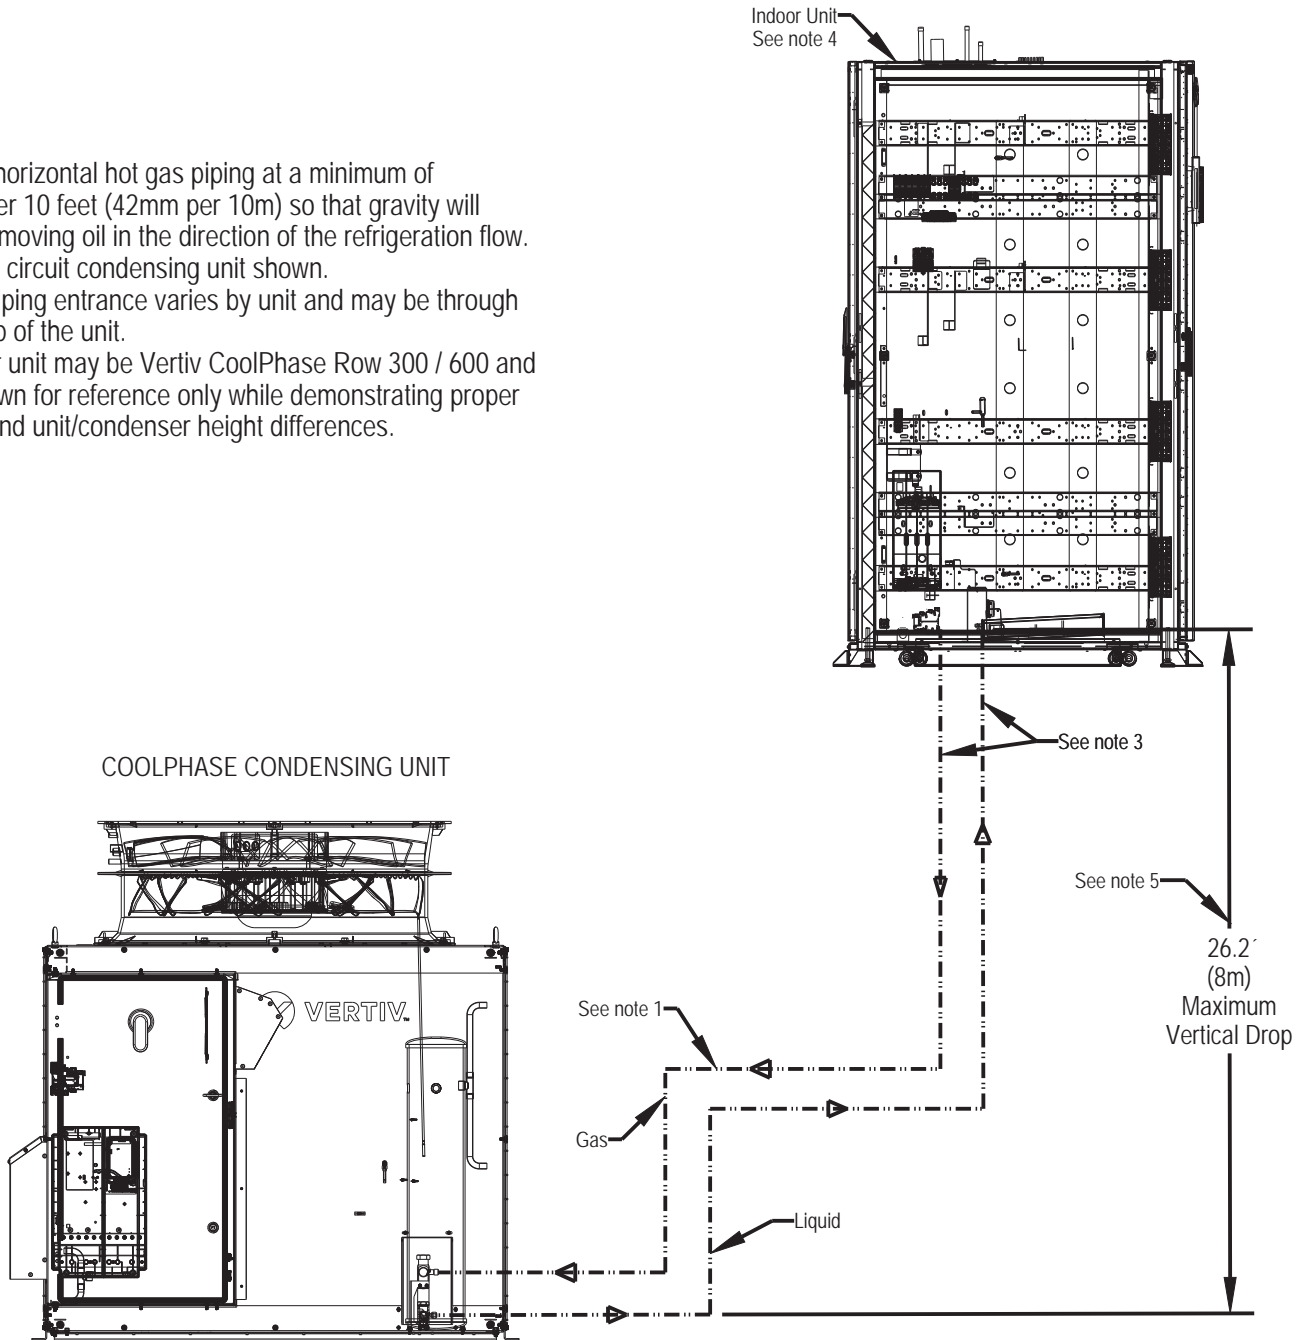 Indoor Unit
See note 4
horizontal hot gas piping at a minimum of
er 10 feet (42mm per 10m) so that gravity will
moving oil in the direction of the refrigeration flow.
circuit condensing unit shown.
ping entrance varies by unit and may be through
p of the unit.
r unit may be Vertiv CoolPhase Row 300 / 600 and
wn for reference only while demonstrating proper
nd unit/condenser height differences.
See note 3
COOLPHASE CONDENSING UNIT
See note 5
26.2´
(8m)
Maximum
Vertical Drop
VERTIV™
See note 1
Gas
Liquid